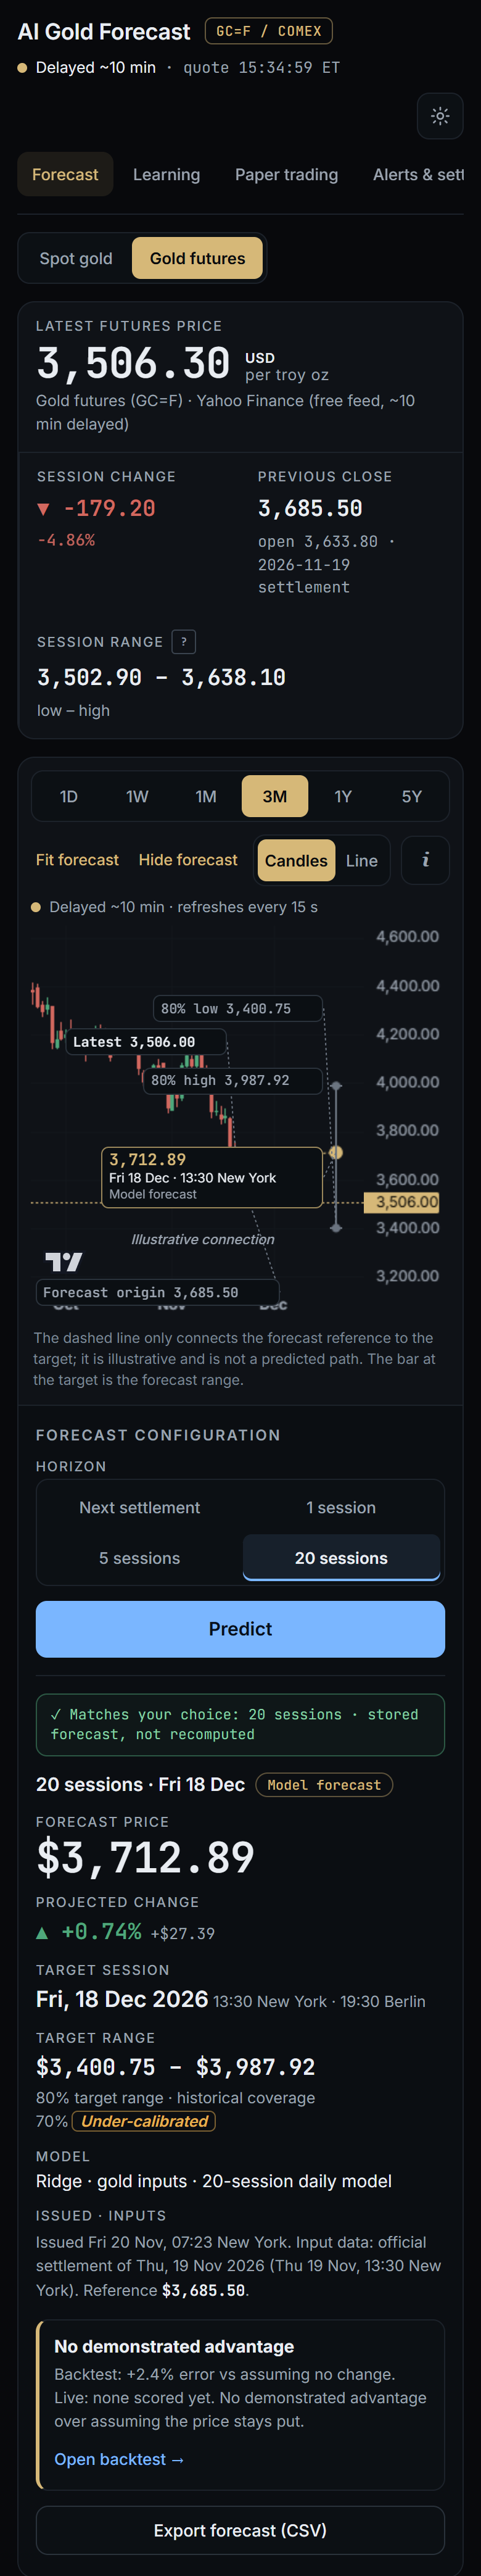 AI Gold Forecast GC=F / COMEX
Delayed ~10 min · quote 15:34:59 ET
Forecast Learning Paper trading Alerts & sett
Spot gold Gold futures
LATEST FUTURES PRICE
3,506.30 USD
per troy oz
Gold futures (GC=F) · Yahoo Finance (free feed, ~10
min delayed)
SESSION CHANGE
▼ -179.20
-4.86%
PREVIOUS CLOSE
3,685.50
open 3,633.80 ·
2026-11-19
settlement
SESSION RANGE ?
3,502.90 – 3,638.10
low – high
1D 1W 1M 3M 1Y 5Y
Fit forecast Hide forecast Candles Line i
Delayed ~10 min · refreshes every 15 s
4,600.00
4,400.00
80% low 3,400.75
4,200.00
Latest 3,506.00
80% high 3,987.92
4,000.00
3,800.00
3,712.89
Fri 18 Dec · 13:30 New York
Model forecast
3,600.00
3,506.00
3,400.00
Illustrative connection
3,200.00
Forecast origin 3,685.50
Oct Nov Dec
The dashed line only connects the forecast reference to the
target; it is illustrative and is not a predicted path. The bar at
the target is the forecast range.
FORECAST CONFIGURATION
HORIZON
Next settlement 1 session
5 sessions 20 sessions
Predict
✓ Matches your choice: 20 sessions · stored
forecast, not recomputed
20 sessions · Fri 18 Dec Model forecast
FORECAST PRICE
$3,712.89
PROJECTED CHANGE
▲ +0.74% +$27.39
TARGET SESSION
Fri, 18 Dec 2026 13:30 New York · 19:30 Berlin
TARGET RANGE
$3,400.75 – $3,987.92
80% target range · historical coverage
70% Under-calibrated
MODEL
Ridge · gold inputs · 20-session daily model
ISSUED · INPUTS
Issued Fri 20 Nov, 07:23 New York. Input data: official
settlement of Thu, 19 Nov 2026 (Thu 19 Nov, 13:30 New
York). Reference $3,685.50.
No demonstrated advantage
Backtest: +2.4% error vs assuming no change.
Live: none scored yet. No demonstrated advantage
over assuming the price stays put.
Open backtest →
Export forecast (CSV)